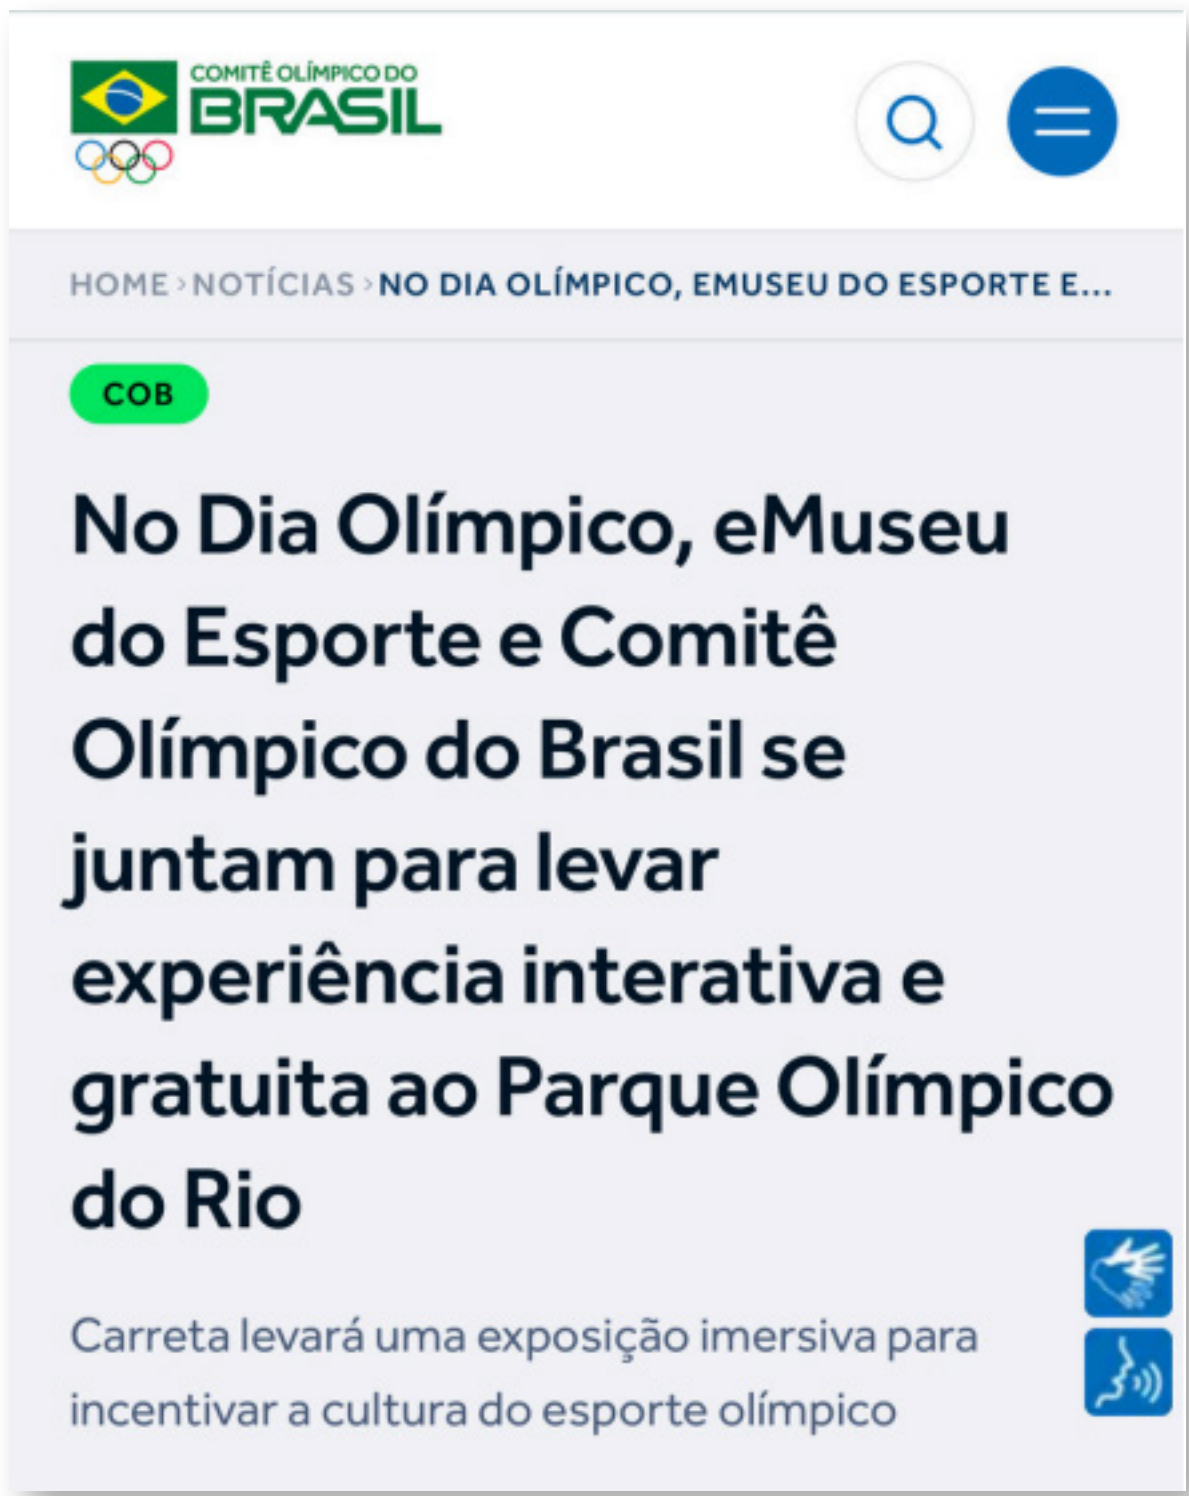 COMITÊ OLÍMPICO DO
BRASIL
HOME › NOTÍCIAS › NO DIA OLÍMPICO, EMUSEU DO ESPORTE E...
COB
No Dia Olímpico, eMuseu
do Esporte e Comitê
Olímpico do Brasil se
juntam para levar
experiência interativa e
gratuita ao Parque Olímpico
do Rio
Carreta levará uma exposição imersiva para
incentivar a cultura do esporte olímpico